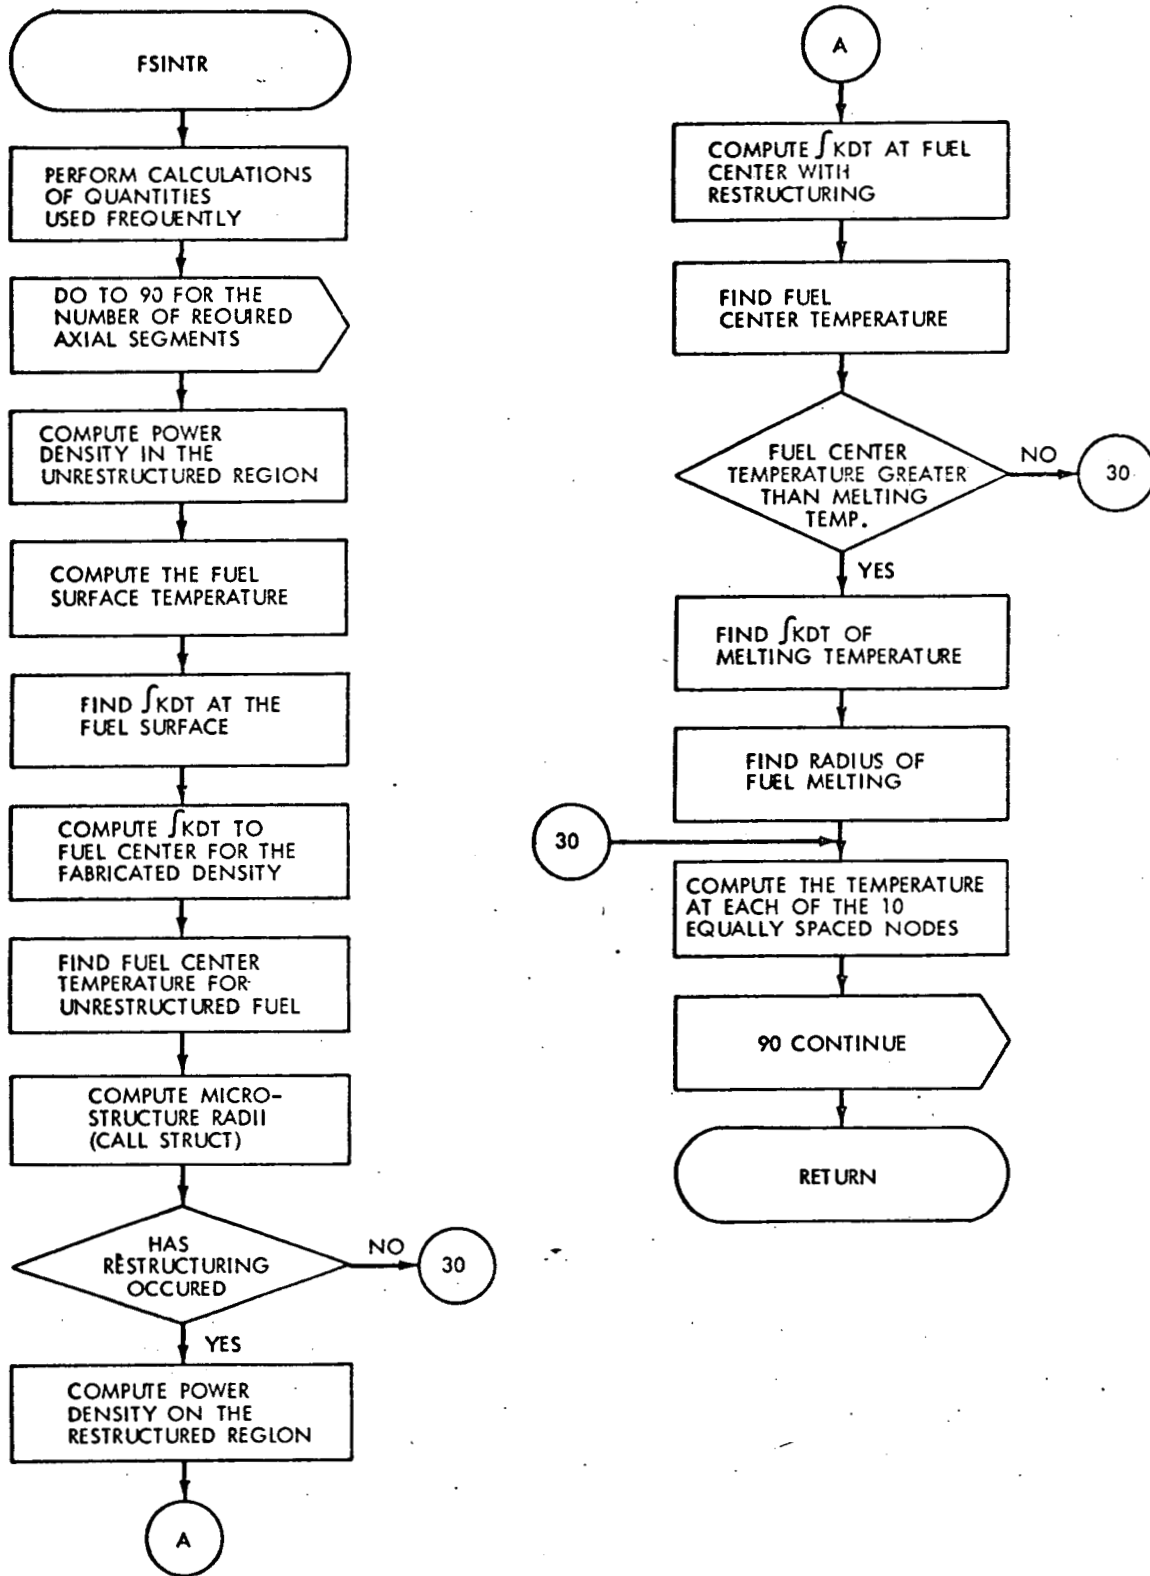 FSINTR
PERFORM CALCULATIONS
OF QUANTITIES
USED FREQUENTLY
DO TO 90 FOR THE
NUMBER OF REQUIRED
AXIAL SEGMENTS
COMPUTE POWER
DENSITY IN THE
UNRESTRUCTURED REGION
COMPUTE THE FUEL
SURFACE TEMPERATURE
FIND ∫KDT AT THE
FUEL SURFACE
COMPUTE ∫KDT TO
FUEL CENTER FOR THE
FABRICATED DENSITY
FIND FUEL CENTER
TEMPERATURE FOR
UNRESTRUCTURED FUEL
COMPUTE MICRO-
STRUCTURE RADII
(CALL STRUCT)
HAS
RESTRUCTURING
OCCURED
NO
30
YES
COMPUTE POWER
DENSITY ON THE
RESTRUCTURED REGION
A
A
COMPUTE ∫KDT AT FUEL
CENTER WITH
RESTRUCTURING
FIND FUEL
CENTER TEMPERATURE
FUEL CENTER
TEMPERATURE GREATER
THAN MELTING
TEMP.
NO
30
YES
FIND ∫KDT OF
MELTING TEMPERATURE
FIND RADIUS OF
FUEL MELTING
30
COMPUTE THE TEMPERATURE
AT EACH OF THE 10
EQUALLY SPACED NODES
90 CONTINUE
RETURN